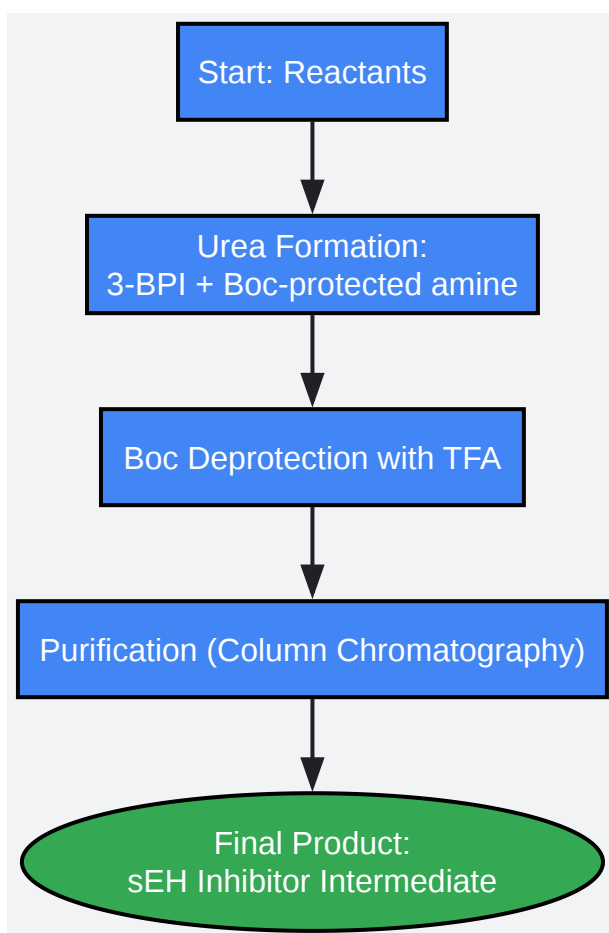 Start: Reactants
Urea Formation:
3-BPI + Boc-protected amine
Boc Deprotection with TFA
Purification (Column Chromatography)
Final Product:
sEH Inhibitor Intermediate